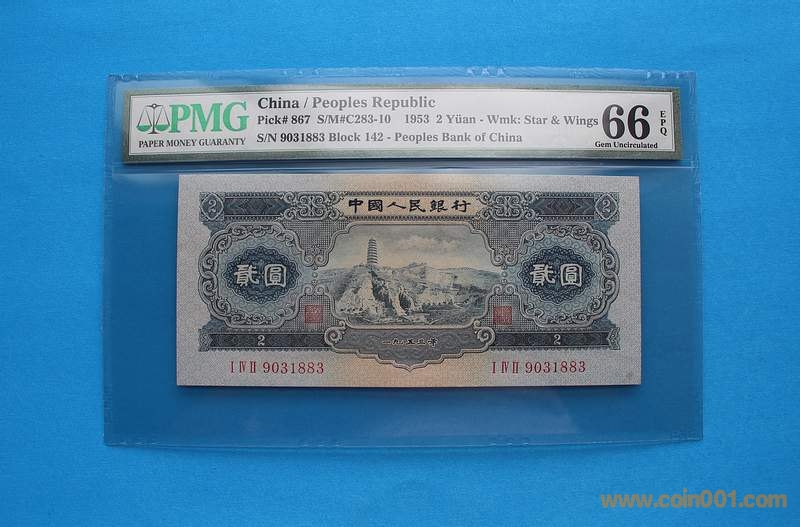 PMG
PAPER MONEY GUARANTY
China / Peoples Republic
Pick# 867 S/M#C283-10 1953 2 Yüan - Wmk: Star & Wings
S/N 9031883 Block 142 - Peoples Bank of China
66 EPQ
Gem Uncirculated
中國人民銀行
2 2
貳圓 貳圓
2 2
一九五三年
I IV II 9031883 I IV II 9031883
www.coin001.com